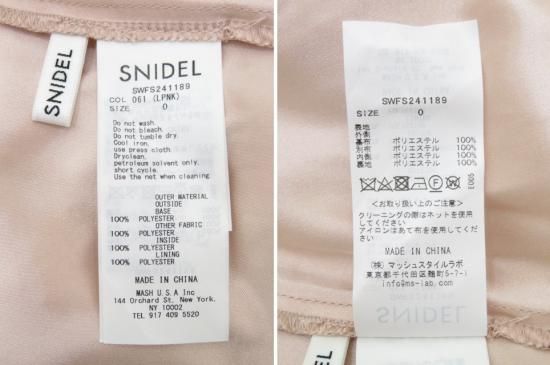 SNIDEL
SNIDEL
SWFS241189
COL 061 (LPNK)
SIZE 0
Do not wash.
Do not bleach.
Do not tumble dry.
Cool iron.
use press cloth.
Dryclean.
petroleum solvent only.
short cycle.
Use the net when cleaning.
OUTER MATERIAL
OUTSIDE
BASE
100% POLYESTER
OTHER FABRIC
100% POLYESTER
INSIDE
100% POLYESTER
LINING
100% POLYESTER
MADE IN CHINA
MASH U.S.A Inc
144 Orchard St, New York,
NY 10002
TEL 917 409 5520
SWFS241189
SIZE 0
表地
外側
基布 ポリエステル 100%
別布 ポリエステル 100%
内側 ポリエステル 100%
裏地 ポリエステル 100%
E005
＜お取り扱い上のご注意＞
クリーニングの際はネットを使用
してください
アイロンはあて布を使用してくだ
さい
MADE IN CHINA
(株) マッシュスタイルラボ
東京都千代田区麹町5-7-1
info@ms-lab.com
SNIDEL